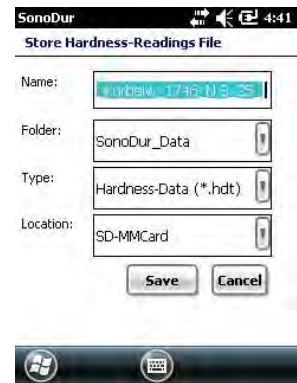 SonoDur 4:41
Store Hardness-Readings File
Name:
Folder: SonoDur_Data
Type: Hardness-Data (*.hdt)
Location: SD-MMCard
Save Cancel